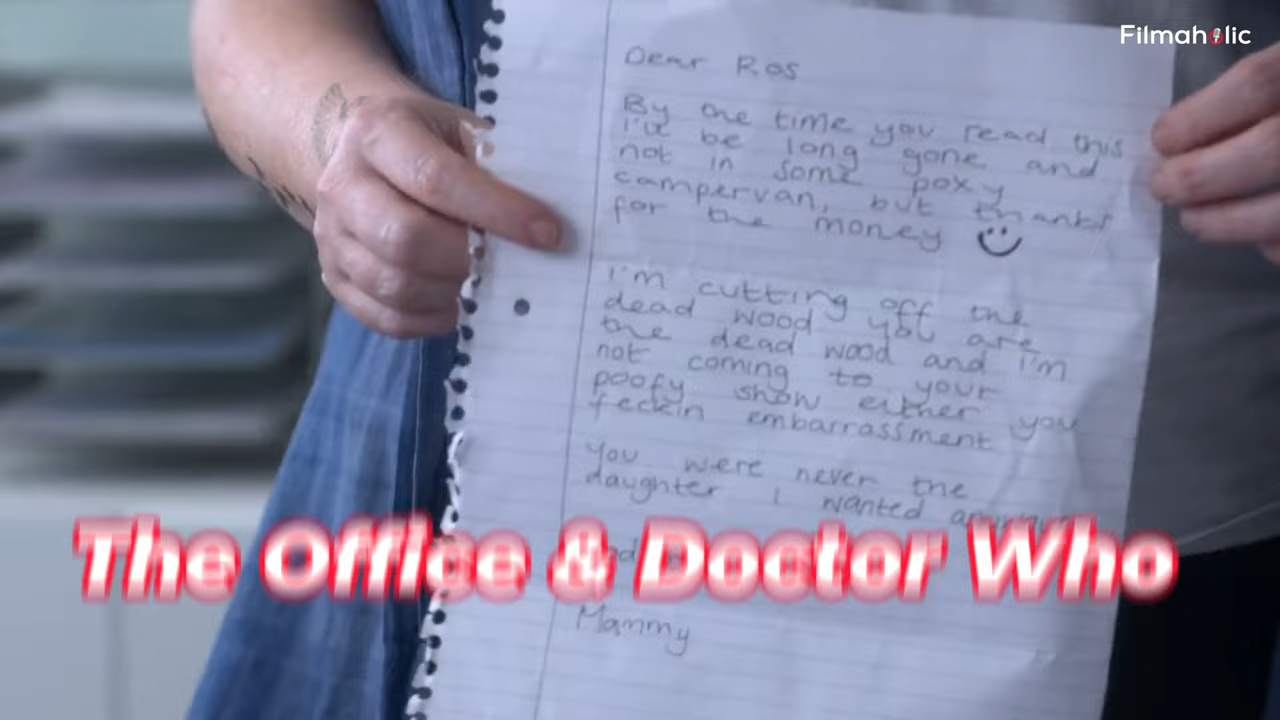 Filmaholic
Dear Ros
By the time you read this
I'll be long gone and
not in some poxy
campervan, but thanks
for the money
I'm cutting off the
dead wood you are
the dead wood and I'm
not coming to your
poofy show either you
feckin embarrassment
You were never the
daughter I wanted anyway
The Office & Doctor Who
Mammy